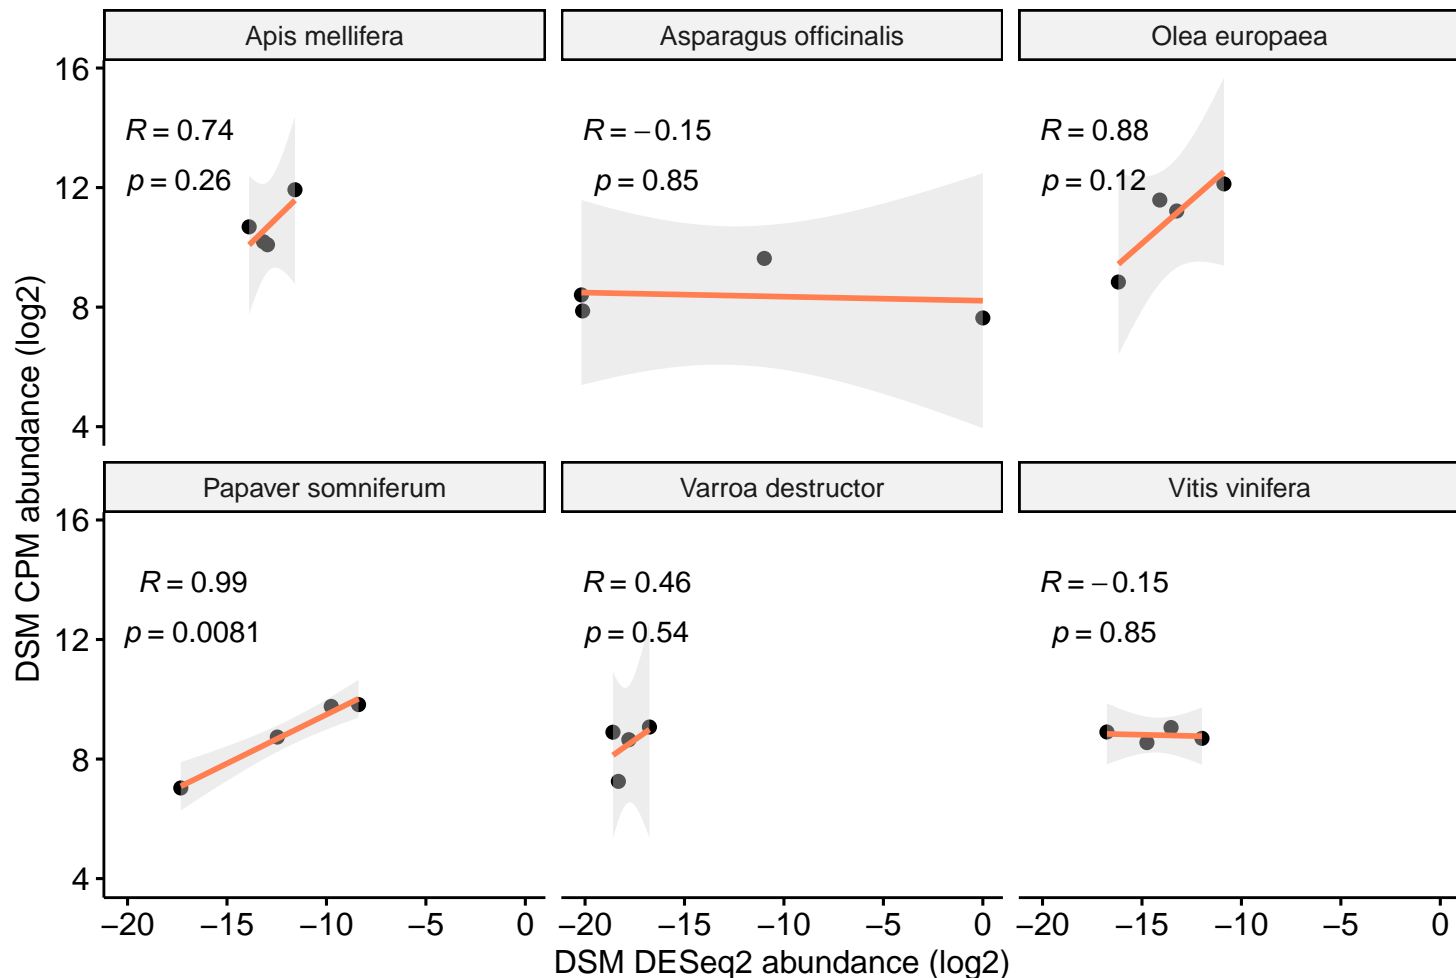 Apis mellifera
Asparagus officinalis
Olea europaea
16
12
8
4
R = 0.74
p = 0.26
R = −0.15
p = 0.85
R = 0.88
p = 0.12
DSM CPM abundance (log2)
Papaver somniferum
Varroa destructor
Vitis vinifera
16
12
8
4
R = 0.99
p = 0.0081
R = 0.46
p = 0.54
R = −0.15
p = 0.85
−20 −15 −10 −5 0
−20 −15 −10 −5 0
−20 −15 −10 −5 0
DSM DESeq2 abundance (log2)